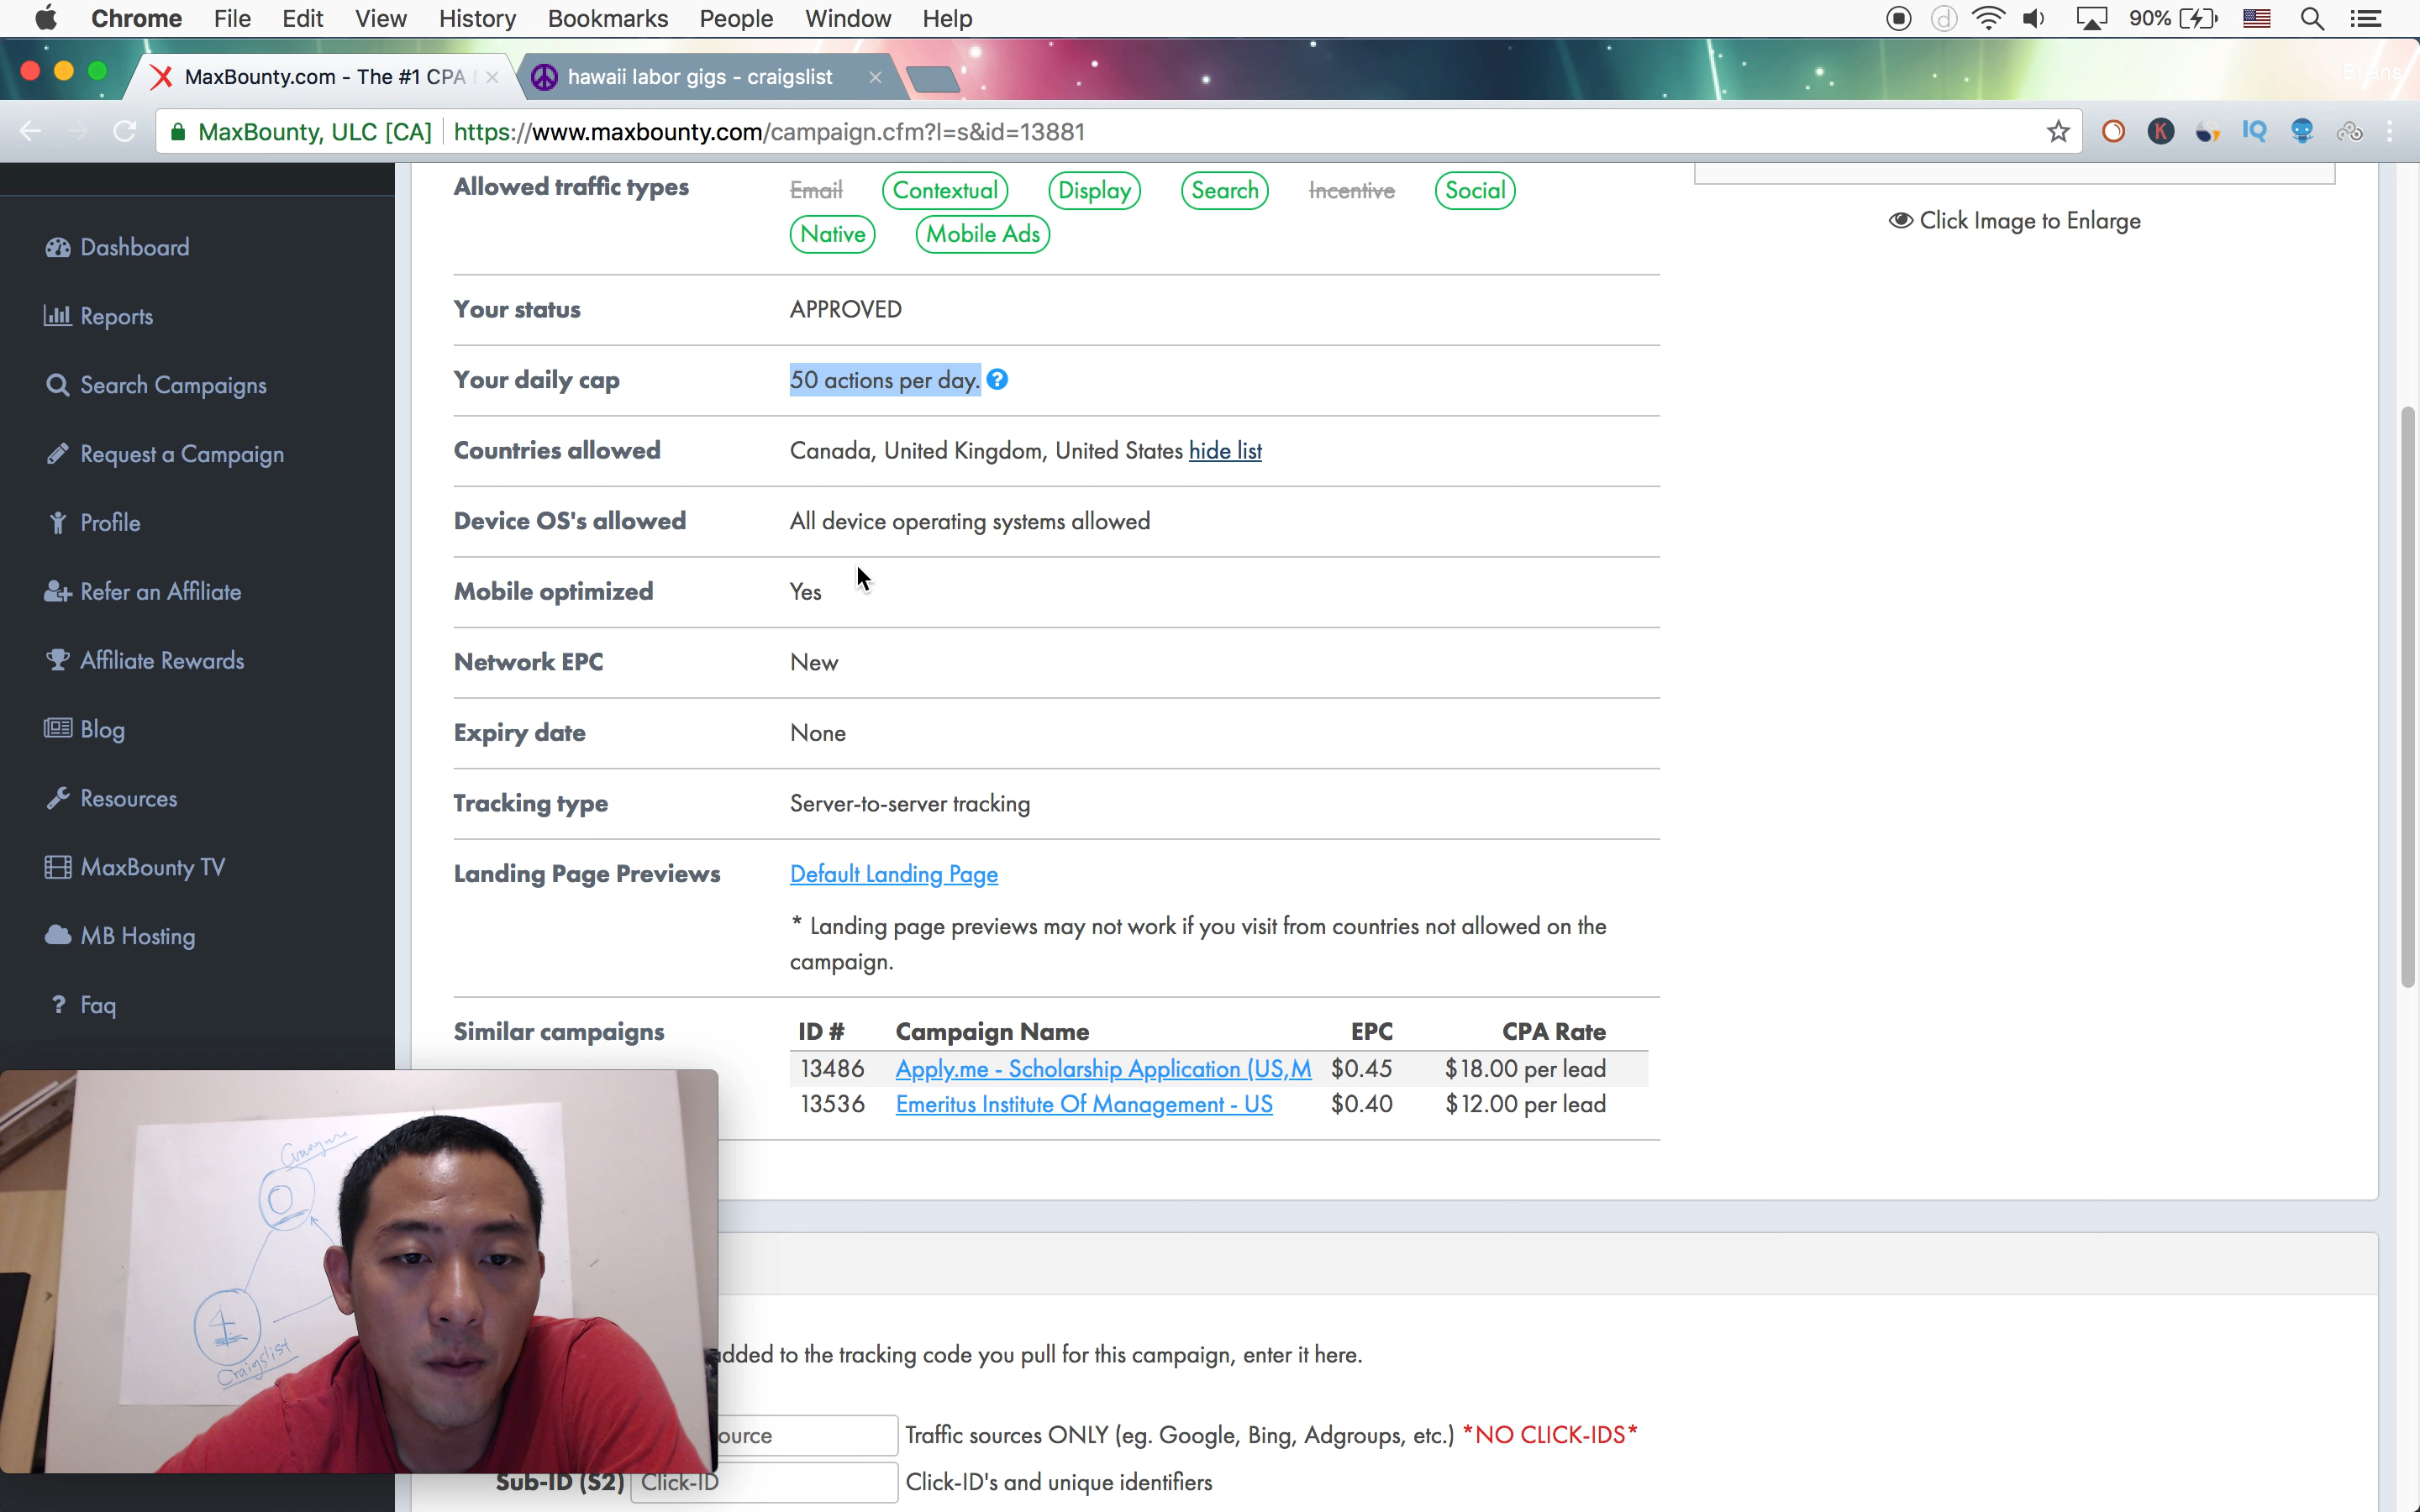 Chrome File Edit View History Bookmarks People Window Help
90%
MaxBounty.com - The #1 CPA
hawaii labor gigs - craigslist
MaxBounty, ULC [CA] https://www.maxbounty.com/campaign.cfm?l=s&id=13881
Dashboard
Reports
Search Campaigns
Request a Campaign
Profile
Refer an Affiliate
Affiliate Rewards
Blog
Resources
MaxBounty TV
MB Hosting
? Faq
Allowed traffic types Email Contextual Display Search Incentive Social
Native Mobile Ads
Your status APPROVED
Your daily cap 50 actions per day. ?
Countries allowed Canada, United Kingdom, United States hide list
Device OS's allowed All device operating systems allowed
Mobile optimized Yes
Network EPC New
Expiry date None
Tracking type Server-to-server tracking
Landing Page Previews Default Landing Page
* Landing page previews may not work if you visit from countries not allowed on the
campaign.
Similar campaigns ID # Campaign Name EPC CPA Rate
13486 Apply.me - Scholarship Application (US,M $0.45 $18.00 per lead
13536 Emeritus Institute Of Management - US $0.40 $12.00 per lead
Click Image to Enlarge
Craigslist
dded to the tracking code you pull for this campaign, enter it here.
ource Traffic sources ONLY (eg. Google, Bing, Adgroups, etc.) *NO CLICK-IDS*
Sub-ID (S2) Click-ID Click-ID's and unique identifiers